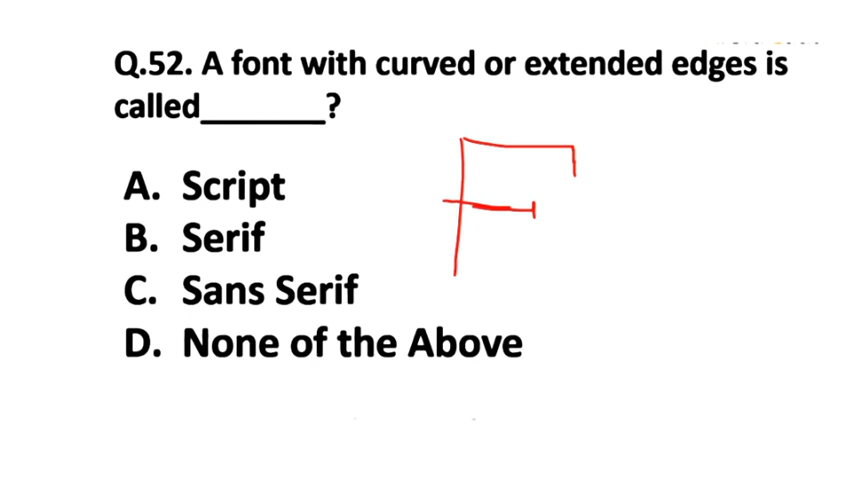 Q.52. A font with curved or extended edges is
called_______?
A. Script
B. Serif
C. Sans Serif
D. None of the Above
F